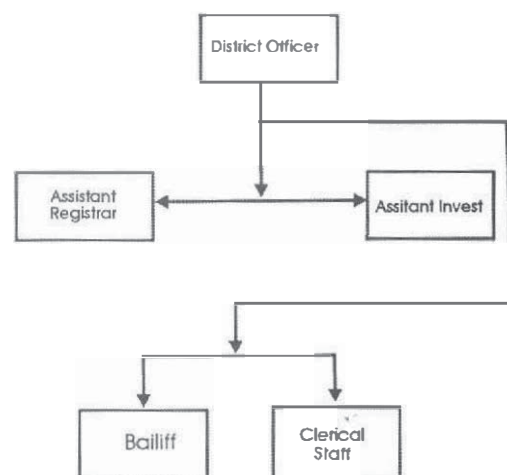 District Officer
Assistant
Registrar
Assitant Invest
Bailiff
Clerical
Staff